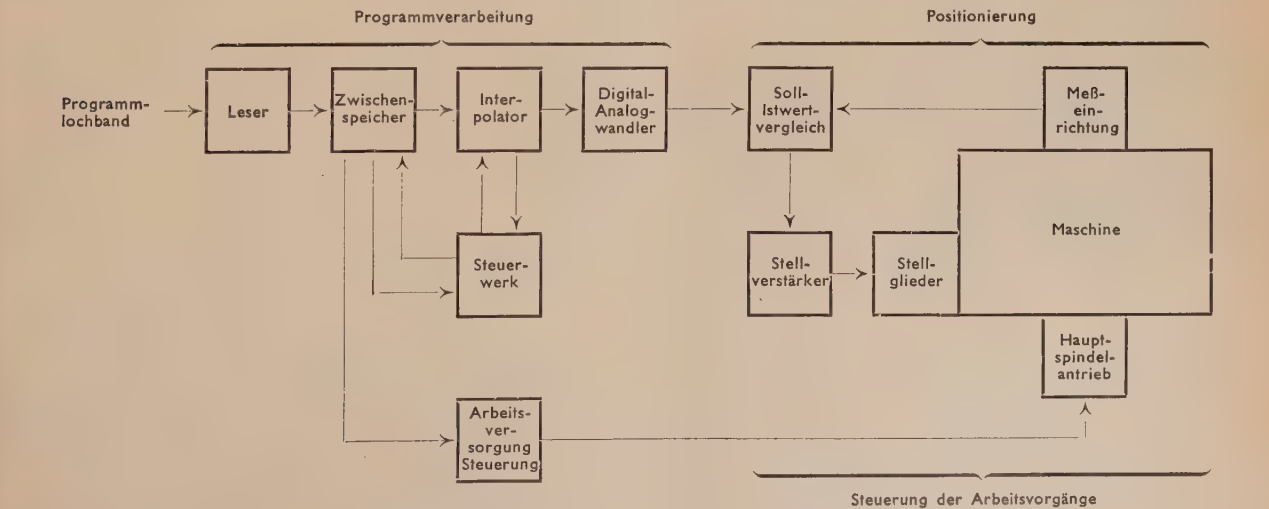 Programmverarbeitung
Positionierung
Programm-
lochband
Leser
Zwischen-
speicher
Inter-
polator
Digital-
Analog-
wandler
Soll-
Istwert-
vergleich
Meß-
ein-
richtung
Maschine
Steuer-
werk
Stell-
verstärker
Stell-
glieder
Haupt-
spindel-
antrieb
Arbeits-
ver-
sorgung
Steuerung
Steuerung der Arbeitsvorgänge